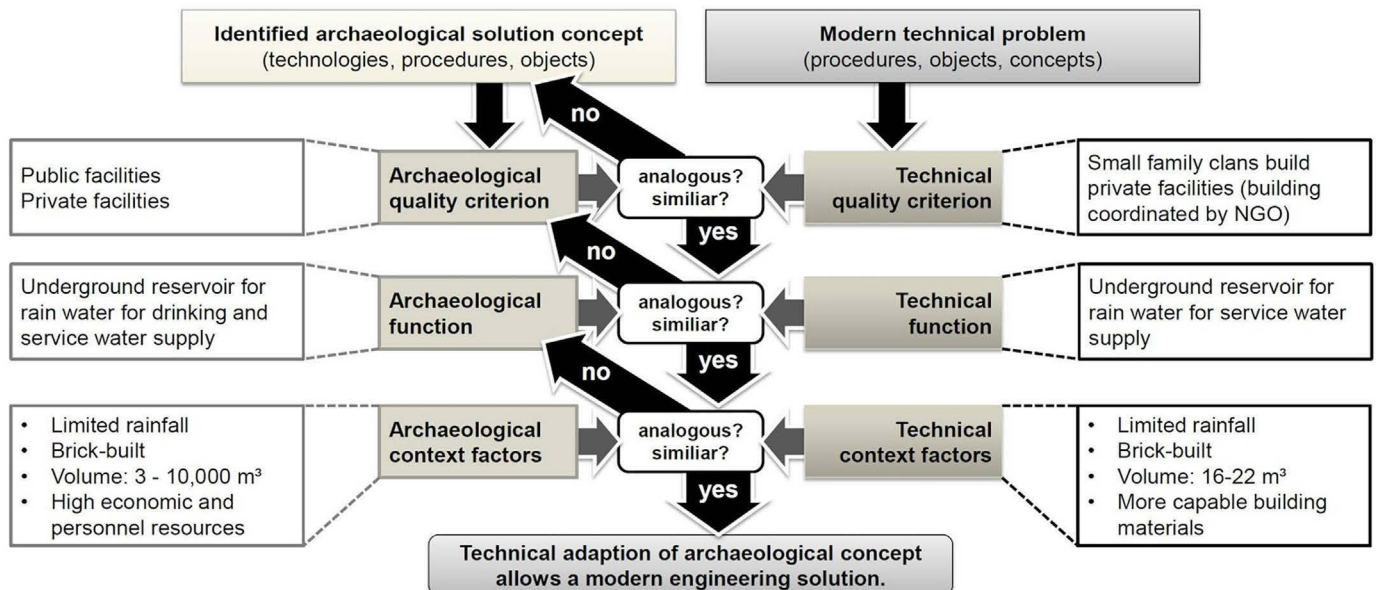 Identified archaeological solution concept
(technologies, procedures, objects)
Modern technical problem
(procedures, objects, concepts)
no
Public facilities
Private facilities
Archaeological
quality criterion
analogous?
similiar?
Technical
quality criterion
Small family clans build
private facilities (building
coordinated by NGO)
yes
no
Underground reservoir for
rain water for drinking and
service water supply
Archaeological
function
analogous?
similiar?
Technical
function
Underground reservoir for
rain water for service water
supply
yes
no
• Limited rainfall
• Brick-built
• Volume: 3 - 10,000 m³
• High economic and
personnel resources
Archaeological
context factors
analogous?
similiar?
Technical
context factors
• Limited rainfall
• Brick-built
• Volume: 16-22 m³
• More capable building
materials
yes
Technical adaption of archaeological concept
allows a modern engineering solution.